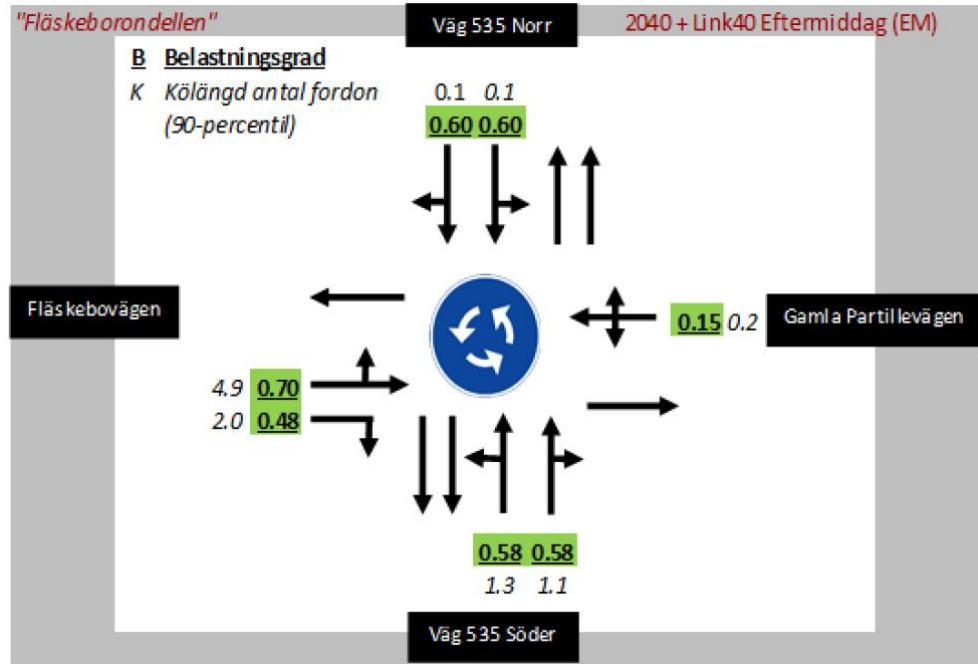 "Fläskeborondellen"
Väg 535 Norr
2040 + Link40 Eftermiddag (EM)
B Belastningsgrad
K Kölängd antal fordon
(90-percentil)
0.1 0.1
0.60 0.60
Fläskebovägen
0.15 0.2
Gamla Partillevägen
4.9 0.70
2.0 0.48
0.58 0.58
1.3 1.1
Väg 535 Söder